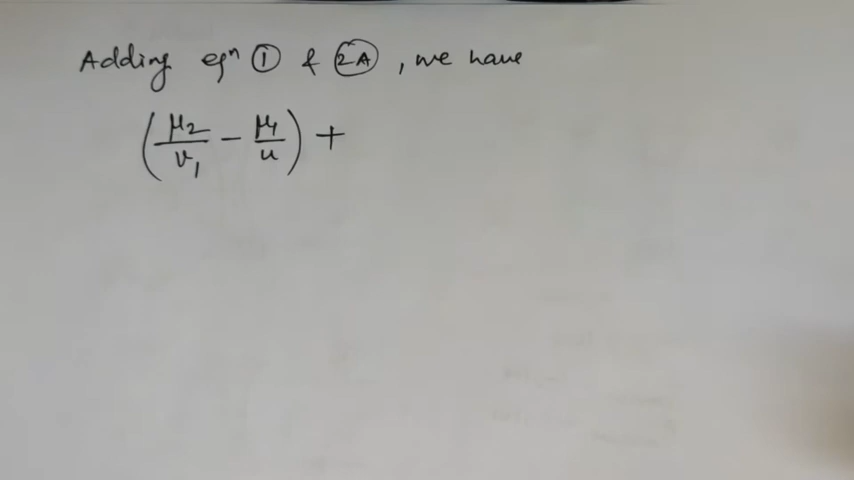 Adding eqⁿ ① & ②A , we have
(μ₂/v₁ − μ₁/u) +